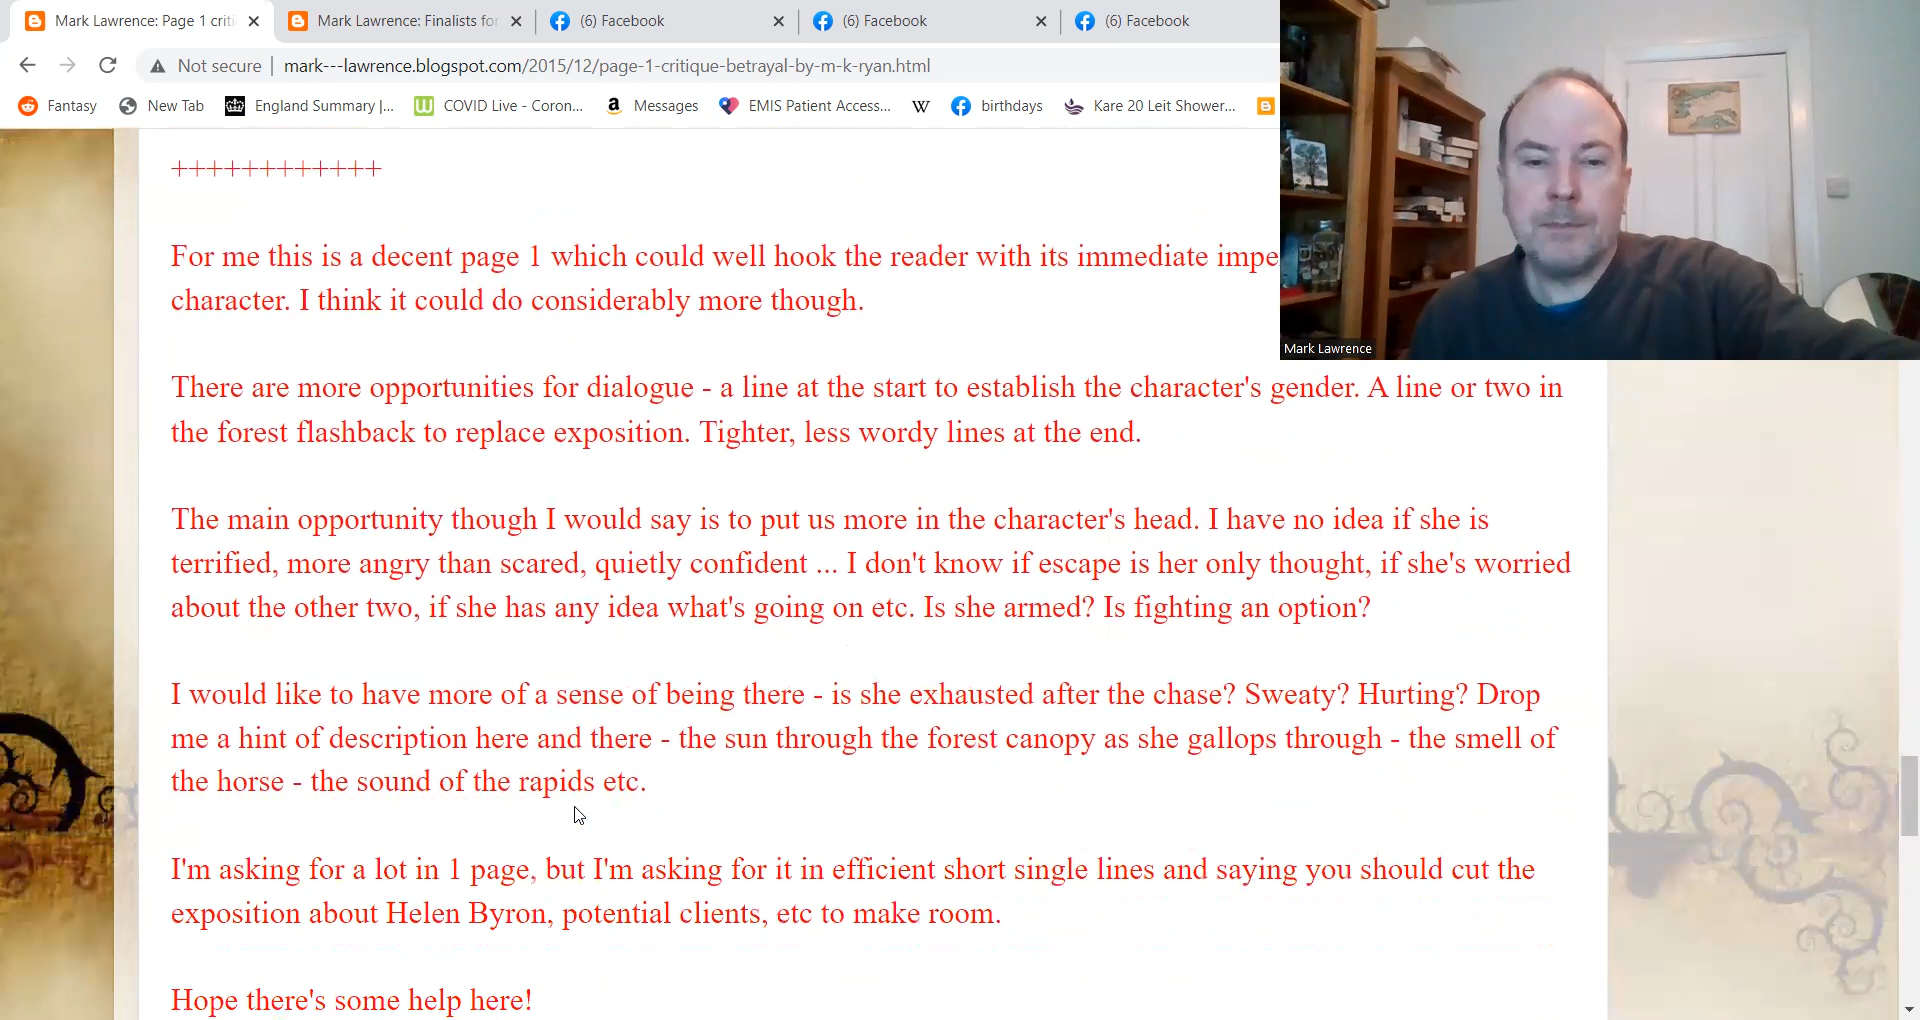 Mark Lawrence: Page 1 criti
Mark Lawrence: Finalists for
(6) Facebook
(6) Facebook
(6) Facebook
Not secure
mark---lawrence.blogspot.com/2015/12/page-1-critique-betrayal-by-m-k-ryan.html
Fantasy
New Tab
England Summary |...
COVID Live - Coron...
Messages
EMIS Patient Access...
W
birthdays
Kare 20 Leit Shower...
++++++++++++
For me this is a decent page 1 which could well hook the reader with its immediate impe
character. I think it could do considerably more though.
There are more opportunities for dialogue - a line at the start to establish the character's gender. A line or two in
the forest flashback to replace exposition. Tighter, less wordy lines at the end.
The main opportunity though I would say is to put us more in the character's head. I have no idea if she is
terrified, more angry than scared, quietly confident ... I don't know if escape is her only thought, if she's worried
about the other two, if she has any idea what's going on etc. Is she armed? Is fighting an option?
I would like to have more of a sense of being there - is she exhausted after the chase? Sweaty? Hurting? Drop
me a hint of description here and there - the sun through the forest canopy as she gallops through - the smell of
the horse - the sound of the rapids etc.
I'm asking for a lot in 1 page, but I'm asking for it in efficient short single lines and saying you should cut the
exposition about Helen Byron, potential clients, etc to make room.
Hope there's some help here!
Mark Lawrence